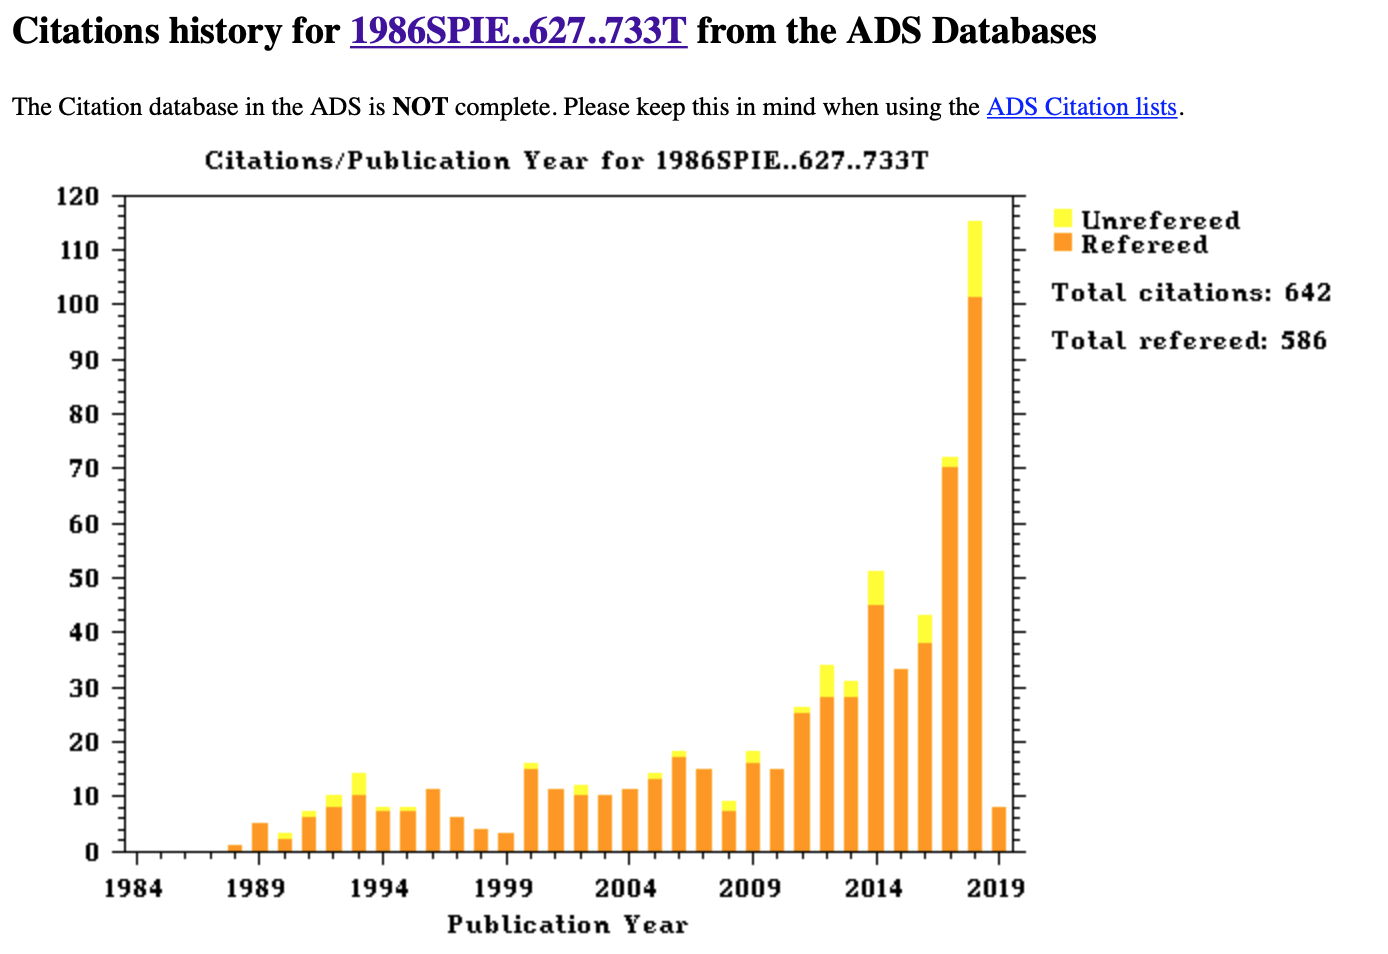 Citations history for 1986SPIE..627..733T from the ADS Databases
The Citation database in the ADS is NOT complete. Please keep this in mind when using the ADS Citation lists.
Citations/Publication Year for 1986SPIE..627..733T
120
110
100
90
80
70
60
50
40
30
20
10
0
1984 1989 1994 1999 2004 2009 2014 2019
Publication Year
Unrefereed
Refereed
Total citations: 642
Total refereed: 586